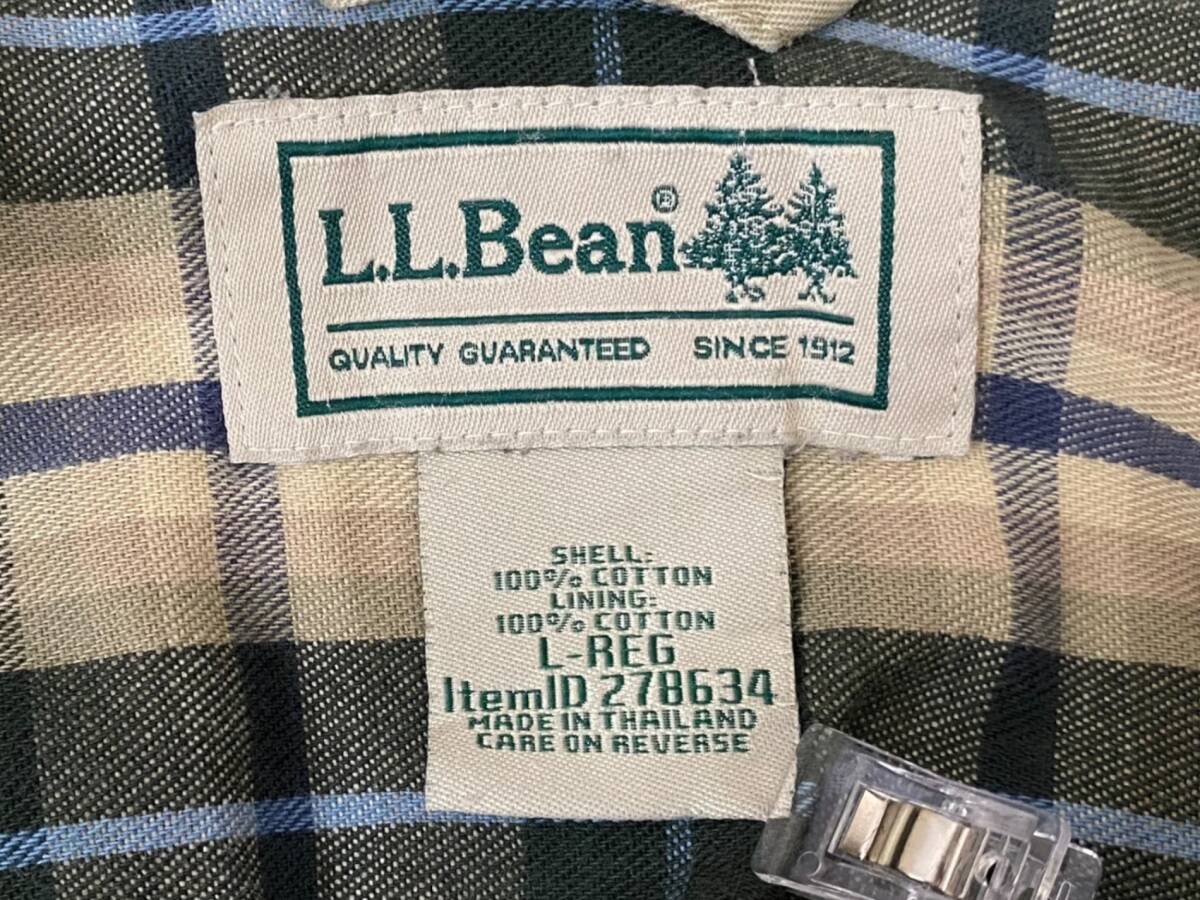 L.L.Bean®
QUALITY GUARANTEED SINCE 1912
SHELL:
100% COTTON
LINING:
100% COTTON
L-REG
ItemID 278634
MADE IN THAILAND
CARE ON REVERSE